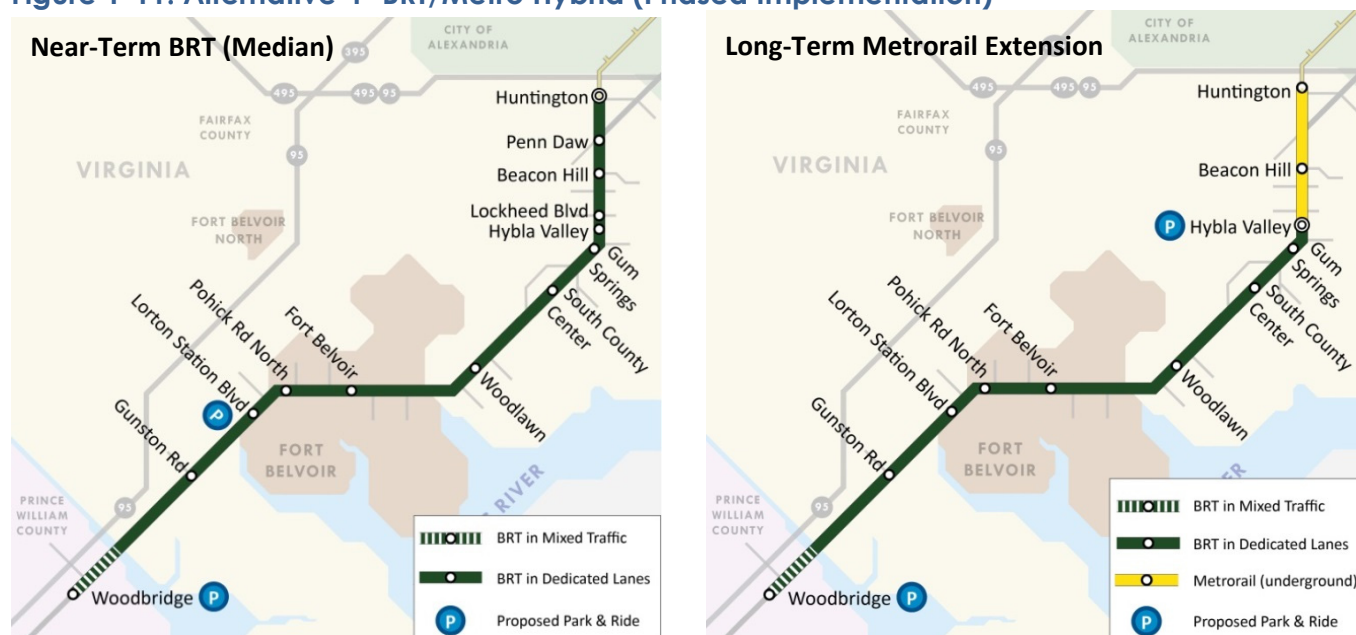 Near-Term BRT (Median)
CITY OF
ALEXANDRIA
395
495
495 95
Huntington
FAIRFAX
COUNTY
Penn Daw
95
VIRGINIA
Beacon Hill
Lockheed Blvd
FORT BELVOIR
NORTH
Hybla Valley
Gum
Springs
South County
Center
Pohick Rd North
Fort Belvoir
Lorton Station Blvd
Woodlawn
P
Gunston Rd
FORT
BELVOIR
RIVER
PRINCE
WILLIAM
COUNTY
95
Woodbridge P
BRT in Mixed Traffic
BRT in Dedicated Lanes
P Proposed Park & Ride
Long-Term Metrorail Extension
CITY OF
ALEXANDRIA
395
495
495 95
Huntington
FAIRFAX
COUNTY
95
VIRGINIA
Beacon Hill
FORT BELVOIR
NORTH
P Hybla Valley
Gum
Springs
South County
Center
Pohick Rd North
Fort Belvoir
Lorton Station Blvd
Woodlawn
Gunston Rd
FORT
BELVOIR
PRINCE
WILLIAM
COUNTY
95
Woodbridge P
BRT in Mixed Traffic
BRT in Dedicated Lanes
Metrorail (underground)
P Proposed Park & Ride